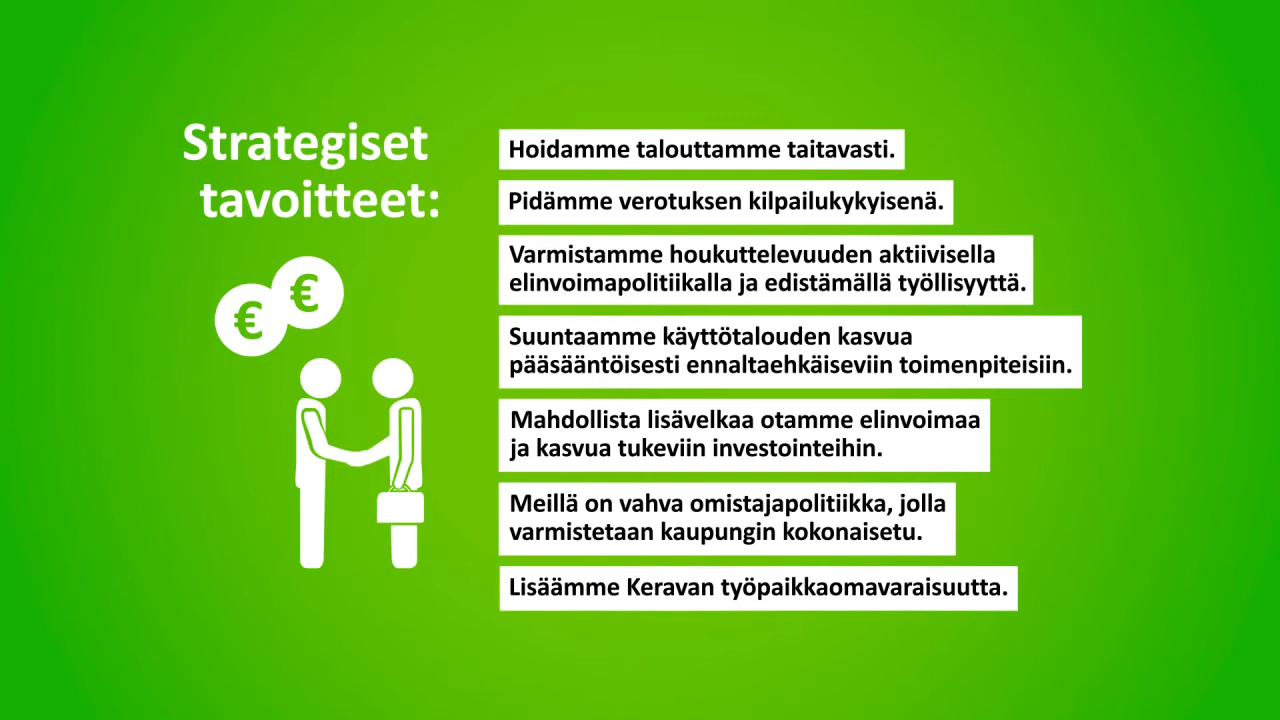 Strategiset
tavoitteet:
€
€
Hoidamme talouttamme taitavasti.
Pidämme verotuksen kilpailukykyisenä.
Varmistamme houkuttelevuuden aktiivisella
elinvoimapolitiikalla ja edistämällä työllisyyttä.
Suuntaamme käyttötalouden kasvua
pääsääntöisesti ennaltaehkäiseviin toimenpiteisiin.
Mahdollista lisävelkaa otamme elinvoimaa
ja kasvua tukeviin investointeihin.
Meillä on vahva omistajapolitiikka, jolla
varmistetaan kaupungin kokonaisetu.
Lisäämme Keravan työpaikkaomavaraisuutta.